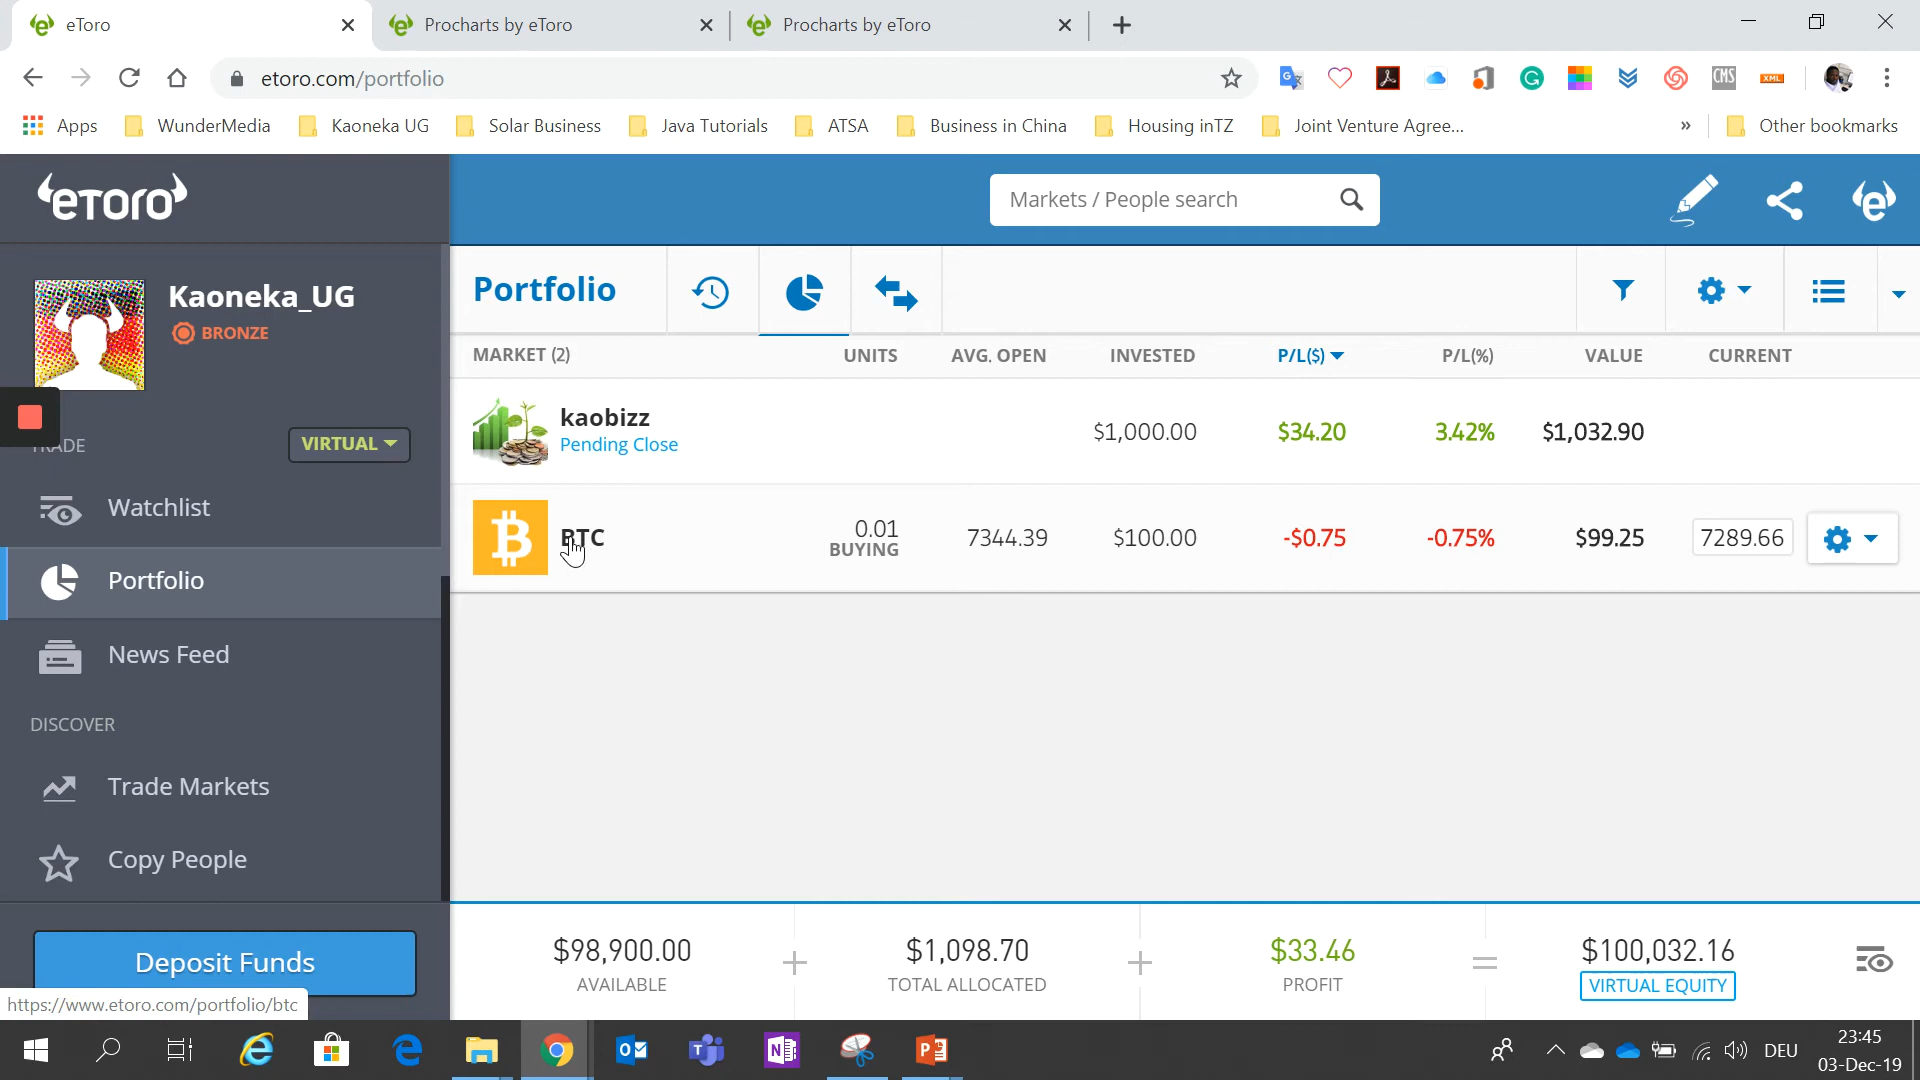 eToro
Procharts by eToro
Procharts by eToro
etoro.com/portfolio
CMS
XML
Apps
WunderMedia
Kaoneka UG
Solar Business
Java Tutorials
ATSA
Business in China
Housing inTZ
Joint Venture Agree...
»
Other bookmarks
eToro
Markets / People search
Kaoneka_UG
BRONZE
TRADE
VIRTUAL
Watchlist
Portfolio
News Feed
DISCOVER
Trade Markets
Copy People
Deposit Funds
https://www.etoro.com/portfolio/btc
Portfolio
MARKET (2) UNITS AVG. OPEN INVESTED P/L($) P/L(%) VALUE CURRENT
kaobizz $1,000.00 $34.20 3.42% $1,032.90
Pending Close
BTC 0.01 7344.39 $100.00 -$0.75 -0.75% $99.25 7289.66
BUYING
$98,900.00 + $1,098.70 + $33.46 = $100,032.16
AVAILABLE TOTAL ALLOCATED PROFIT VIRTUAL EQUITY
DEU
23:45
03-Dec-19